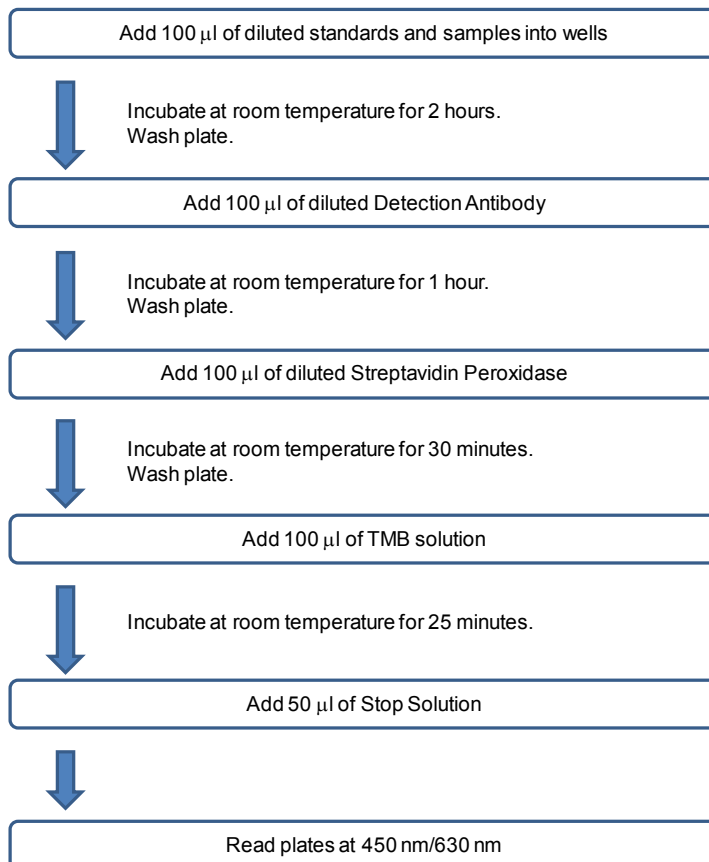 Add 100 μl of diluted standards and samples into wells
Incubate at room temperature for 2 hours.
Wash plate.
Add 100 μl of diluted Detection Antibody
Incubate at room temperature for 1 hour.
Wash plate.
Add 100 μl of diluted Streptavidin Peroxidase
Incubate at room temperature for 30 minutes.
Wash plate.
Add 100 μl of TMB solution
Incubate at room temperature for 25 minutes.
Add 50 μl of Stop Solution
Read plates at 450 nm/630 nm